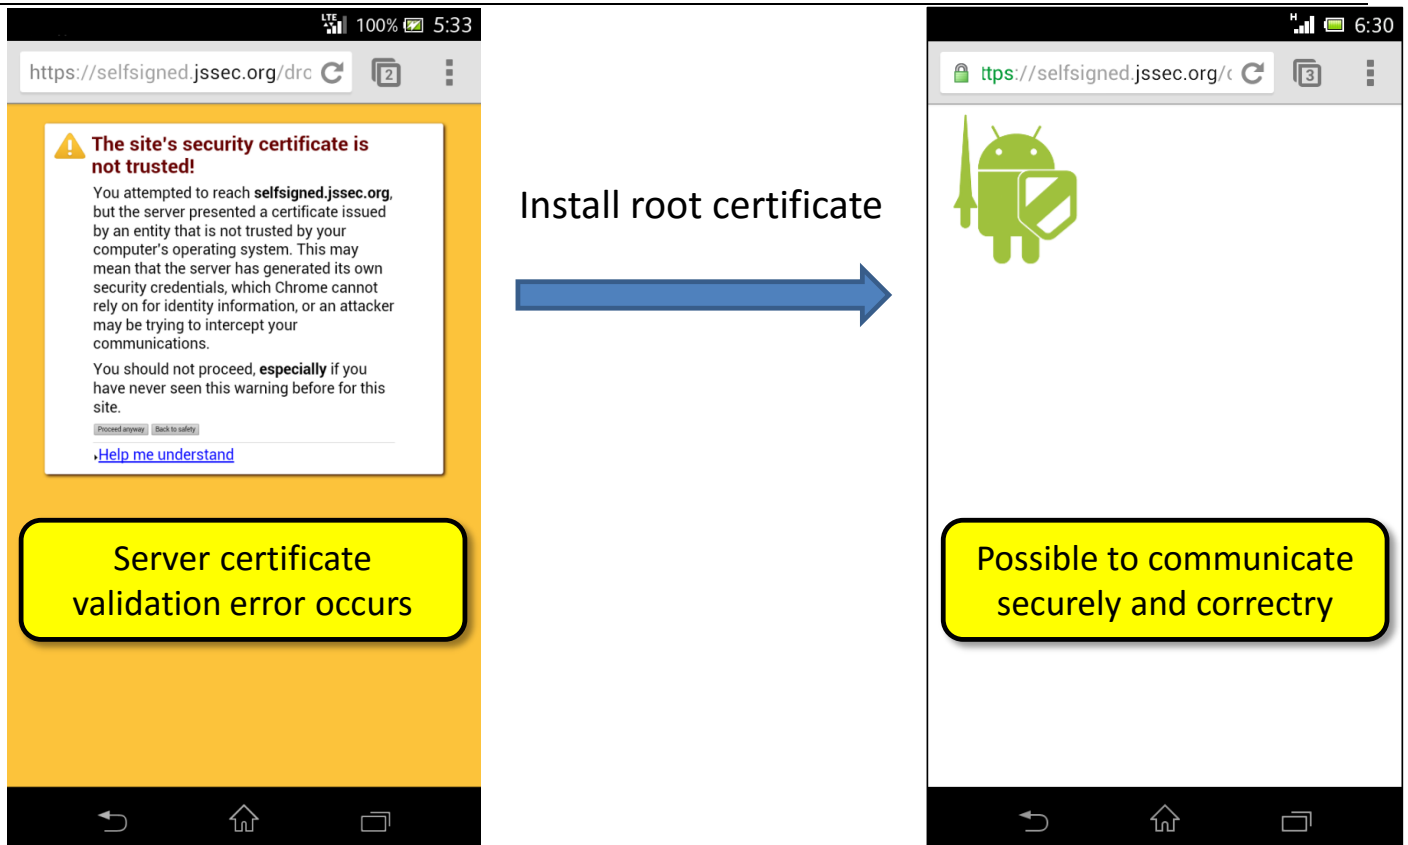 LTE 100% 5:33
https://selfsigned.jssec.org/drc
2
The site's security certificate is
not trusted!
You attempted to reach selfsigned.jssec.org,
but the server presented a certificate issued
by an entity that is not trusted by your
computer's operating system. This may
mean that the server has generated its own
security credentials, which Chrome cannot
rely on for identity information, or an attacker
may be trying to intercept your
communications.
You should not proceed, especially if you
have never seen this warning before for this
site.
Proceed anyway Back to safety
Help me understand
Server certificate
validation error occurs
Install root certificate
H 6:30
ttps://selfsigned.jssec.org/c
3
Possible to communicate
securely and correctry